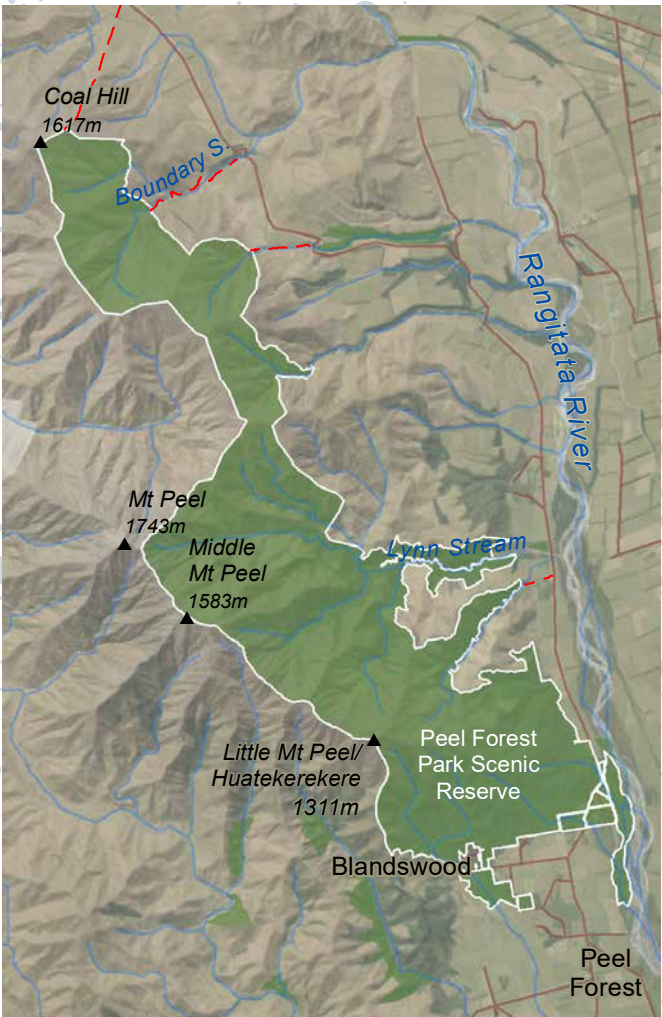 Coal Hill
1617m
Boundary S.
Rangitata River
Mt Peel
1743m
Middle
Mt Peel
1583m
Lynn Stream
Little Mt Peel/
Huatekerekere
1311m
Peel Forest
Park Scenic
Reserve
Blandswood
Peel
Forest